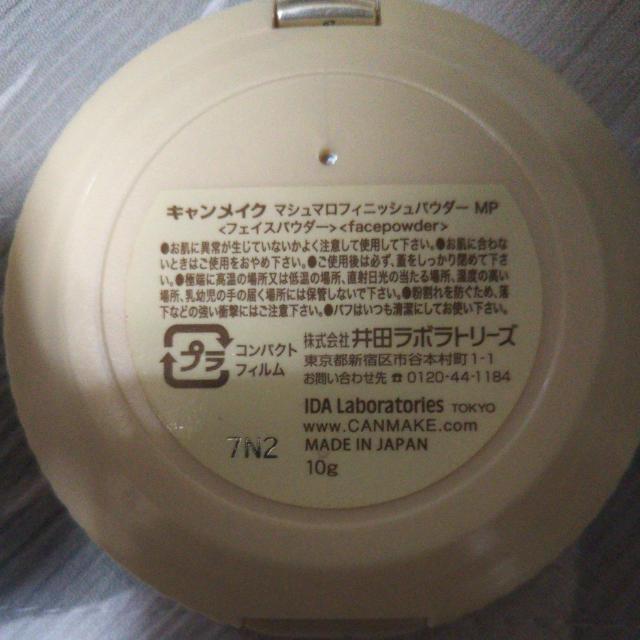 キャンメイク マシュマロフィニッシュパウダー MP
<フェイスパウダー><facepowder>
●お肌に異常が生じていないかよく注意して使用して下さい。●お肌に合わ
ないときはご使用をおやめ下さい。●使用後は必ず、蓋をしっかり閉めて下さ
い。●極端に高温の場所又は低温の場所、直射日光の当たる場所、湿度の高い
場所、乳幼児の手の届く場所には保管しないで下さい。●粉割れを防ぐため、落
下などの強い衝撃にはご注意下さい。●パフはいつも清潔にしてお使い下さい。
プラ
コンパクト
フィルム
株式会社 井田ラボラトリーズ
東京都新宿区市谷本村町1-1
お問い合わせ先 ☎ 0120-44-1184
IDA Laboratories TOKYO
www.CANMAKE.com
MADE IN JAPAN
10g
7N2